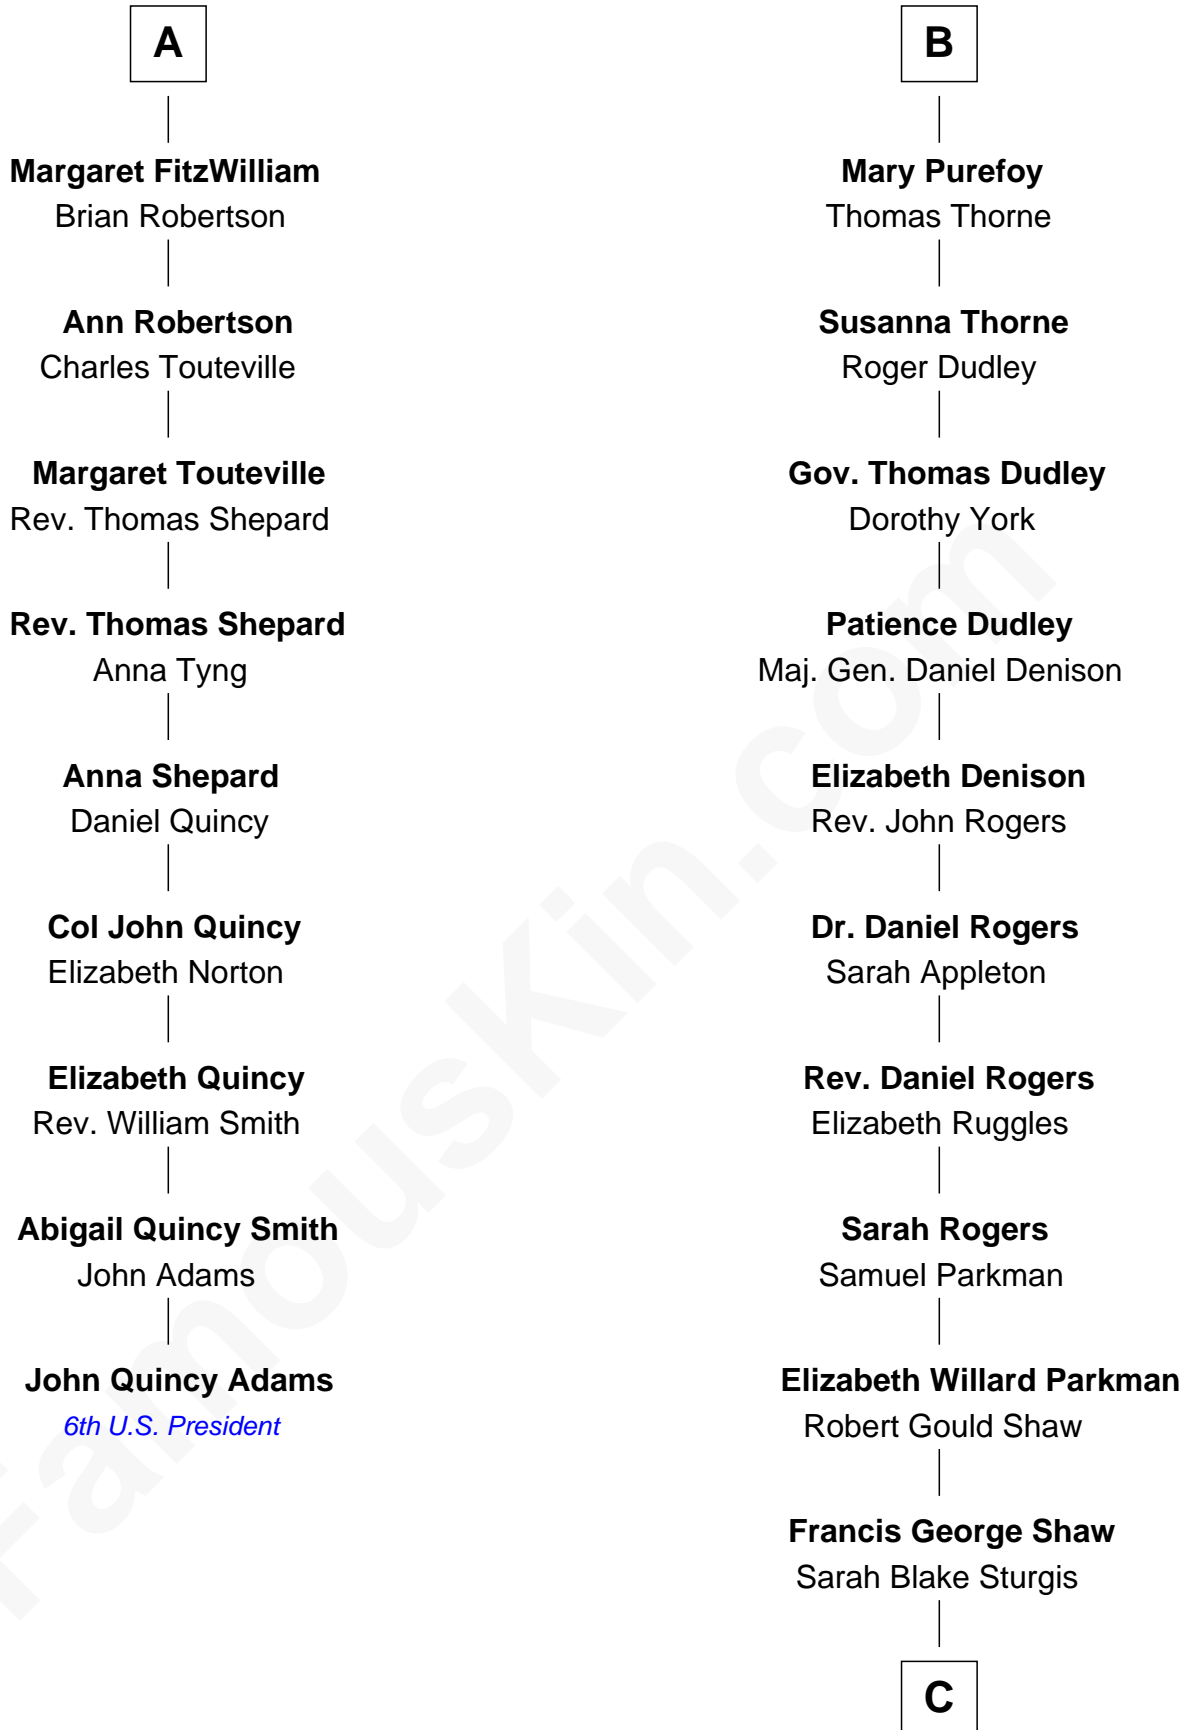 A
Margaret FitzWilliam
Brian Robertson
Ann Robertson
Charles Touteville
Margaret Touteville
Rev. Thomas Shepard
Rev. Thomas Shepard
Anna Tyng
Anna Shepard
Daniel Quincy
Col John Quincy
Elizabeth Norton
Elizabeth Quincy
Rev. William Smith
Abigail Quincy Smith
John Adams
John Quincy Adams
6th U.S. President
B
Mary Purefoy
Thomas Thorne
Susanna Thorne
Roger Dudley
Gov. Thomas Dudley
Dorothy York
Patience Dudley
Maj. Gen. Daniel Denison
Elizabeth Denison
Rev. John Rogers
Dr. Daniel Rogers
Sarah Appleton
Rev. Daniel Rogers
Elizabeth Ruggles
Sarah Rogers
Samuel Parkman
Elizabeth Willard Parkman
Robert Gould Shaw
Francis George Shaw
Sarah Blake Sturgis
C
FamousKin.com